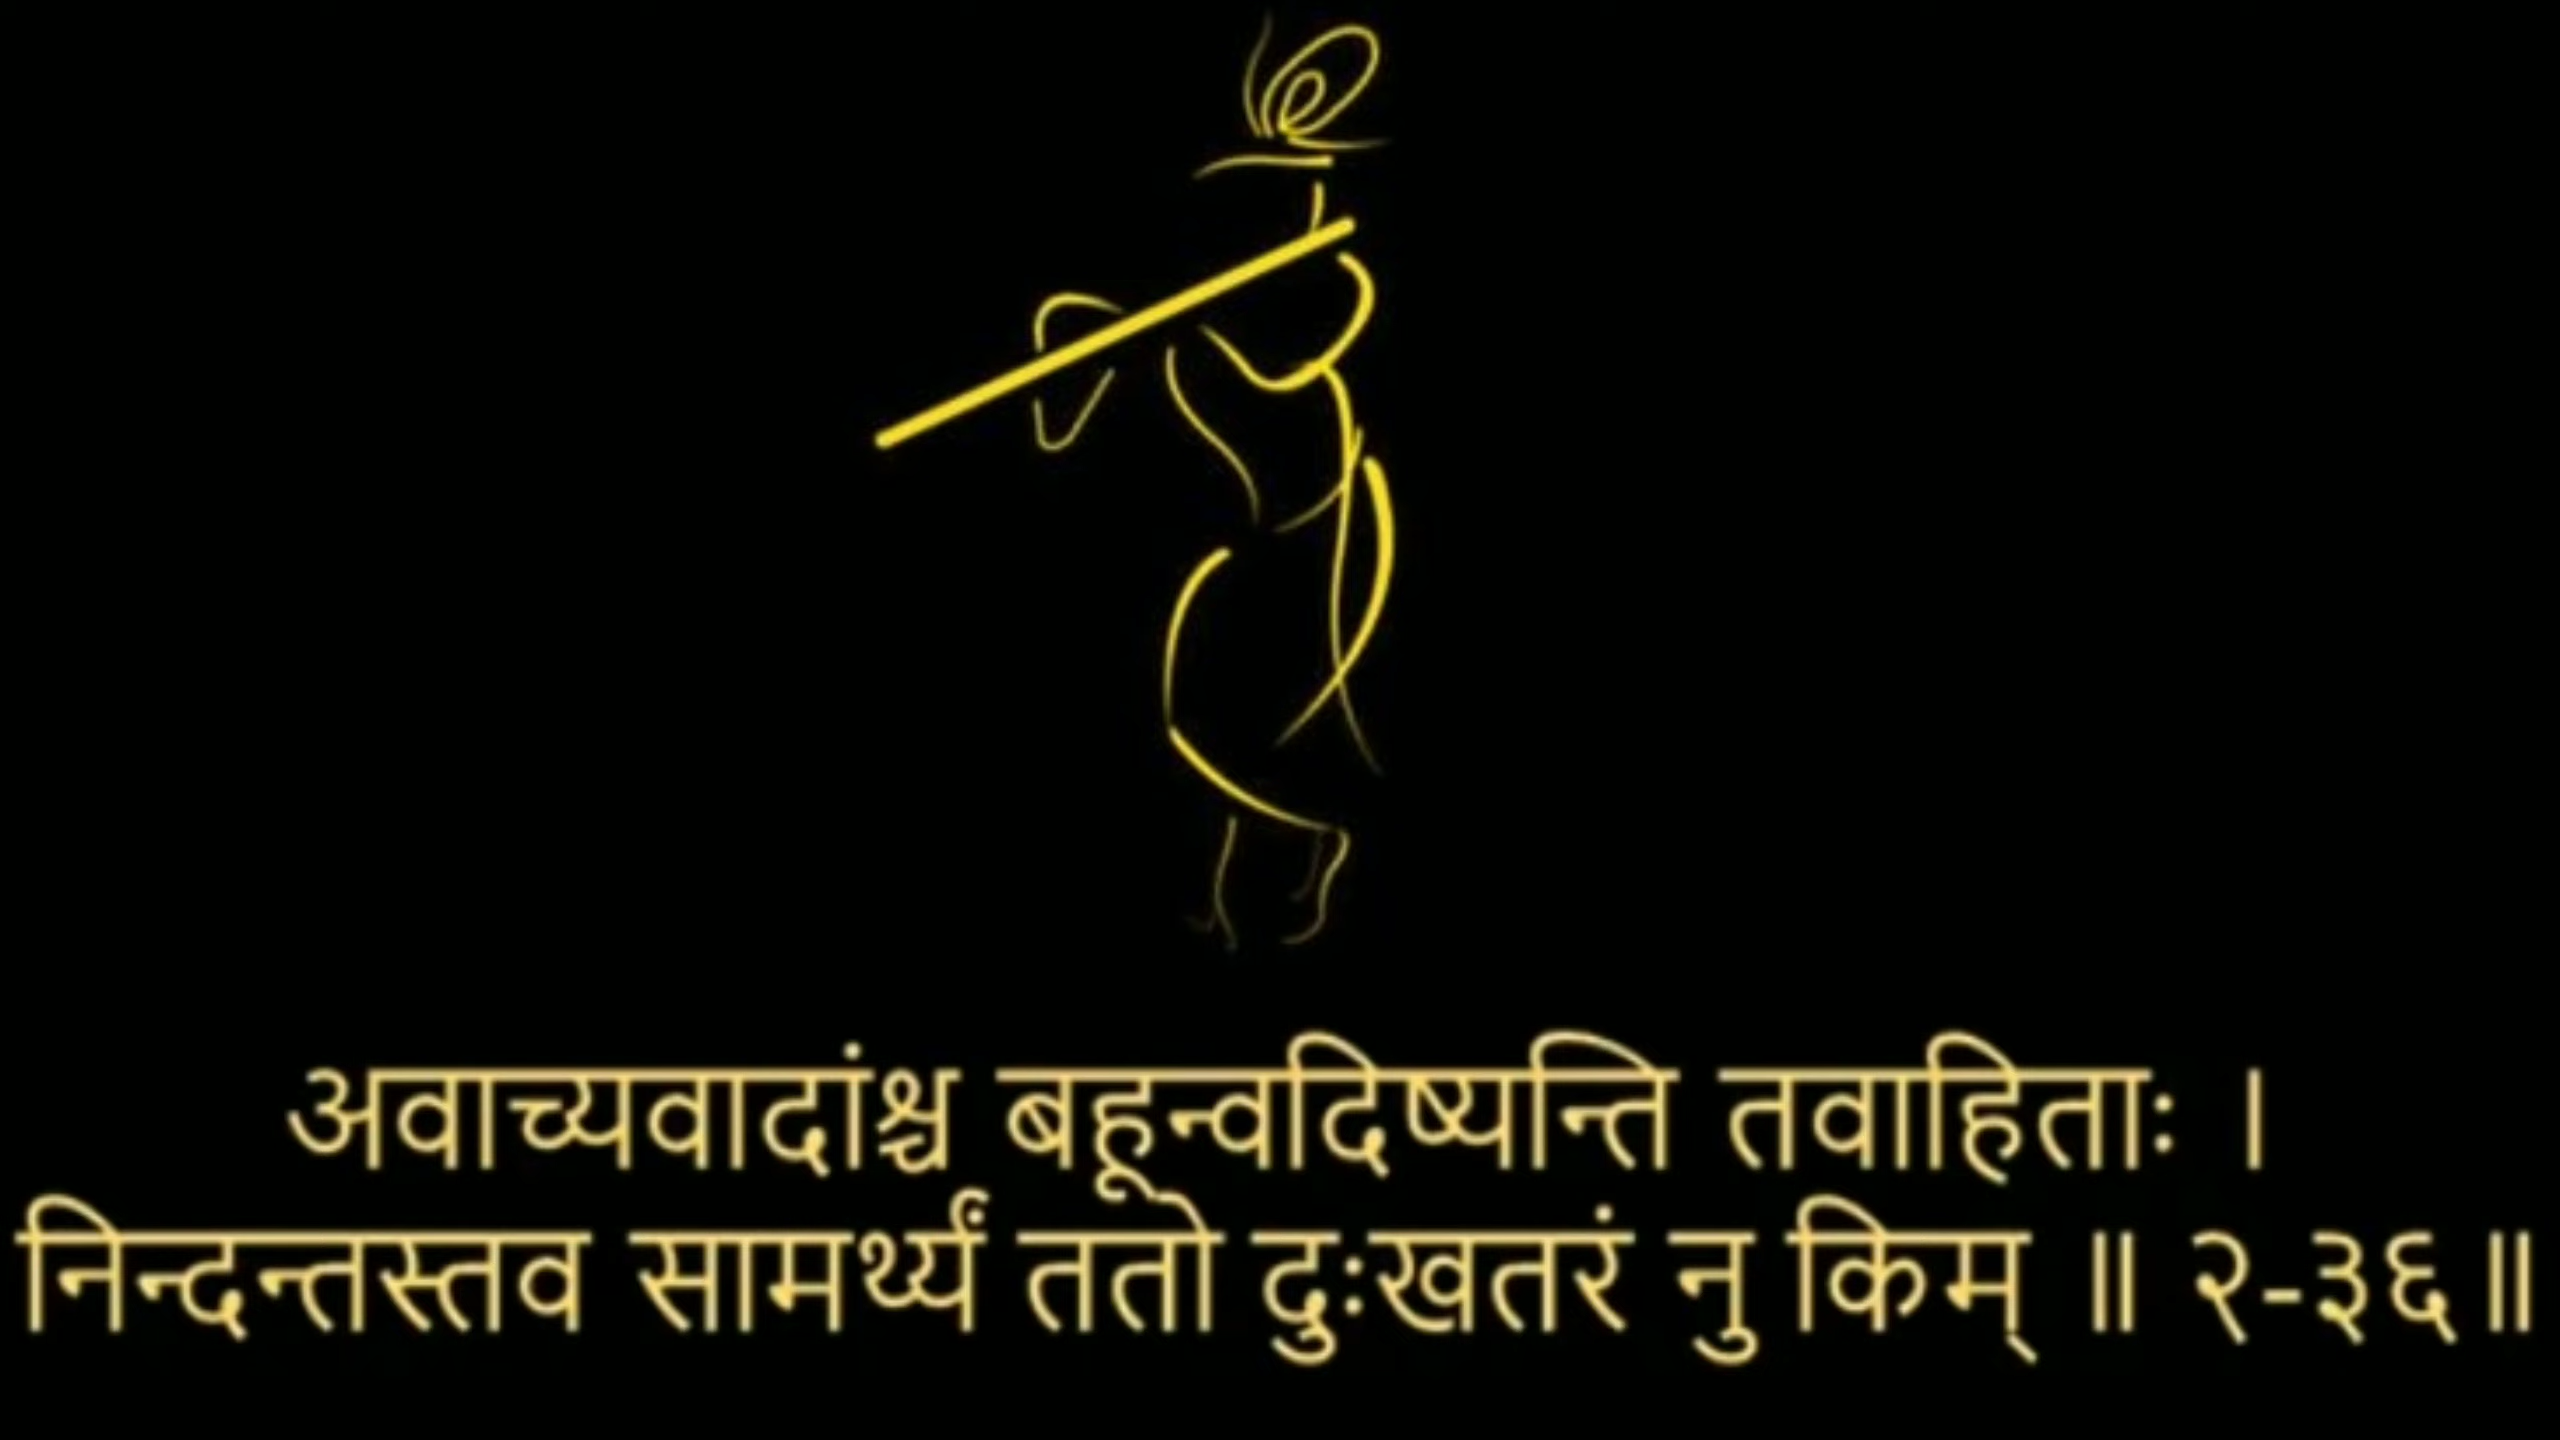 अवाच्यवादांश्च बहून्वदिष्यन्ति तवाहिताः ।
निन्दन्तस्तव सामर्थ्यं ततो दुःखतरं नु किम् ॥ २-३६॥